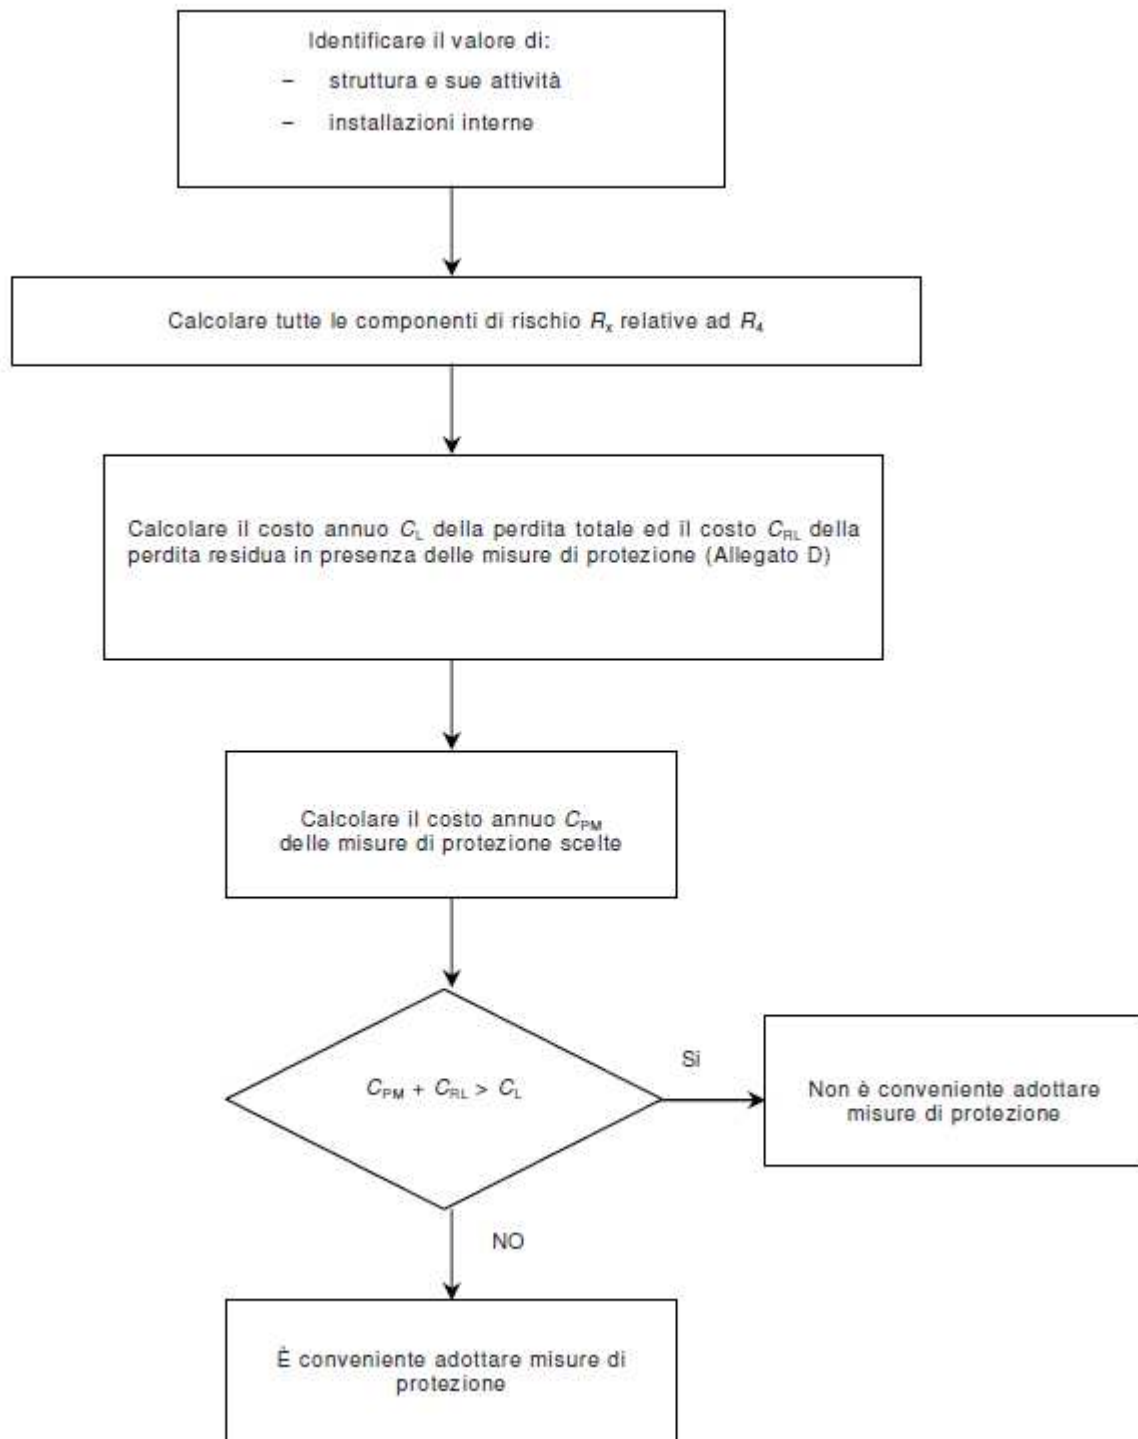 Identificare il valore di:
– struttura e sue attività
– installazioni interne
Calcolare tutte le componenti di rischio Rx relative ad R4
Calcolare il costo annuo CL della perdita totale ed il costo CRL della
perdita residua in presenza delle misure di protezione (Allegato D)
Calcolare il costo annuo CPM
delle misure di protezione scelte
CPM + CRL > CL
Si
Non è conveniente adottare
misure di protezione
NO
È conveniente adottare misure di
protezione